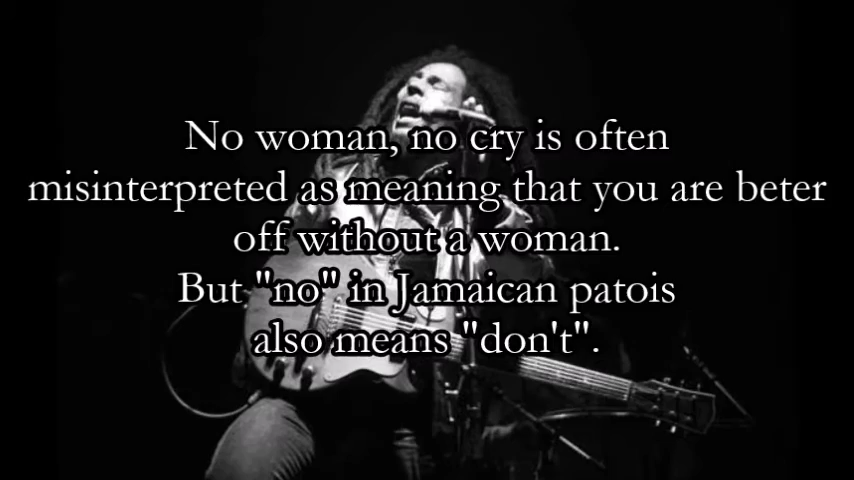 No woman, no cry is often
misinterpreted as meaning that you are beter
off without a woman.
But "no" in Jamaican patois
also means "don't".